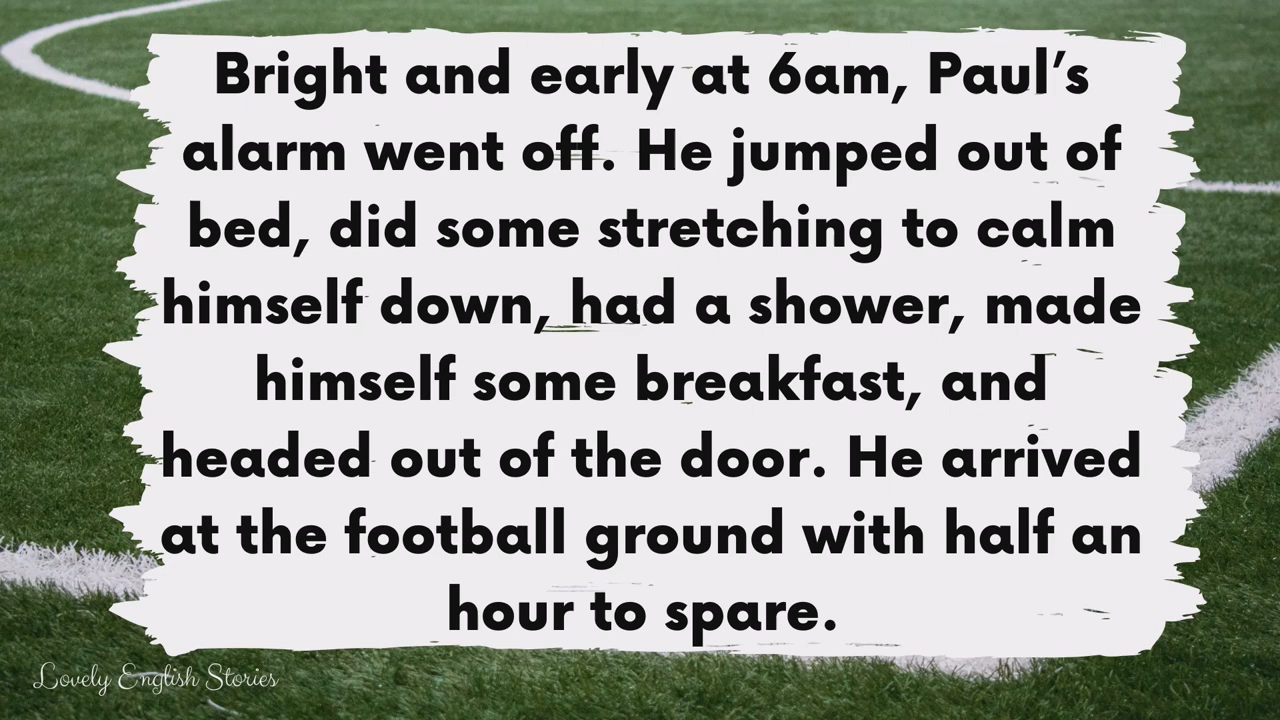 Bright and early at 6am, Paul’s
alarm went off. He jumped out of
bed, did some stretching to calm
himself down, had a shower, made
himself some breakfast, and
headed out of the door. He arrived
at the football ground with half an
hour to spare.
Lovely English Stories